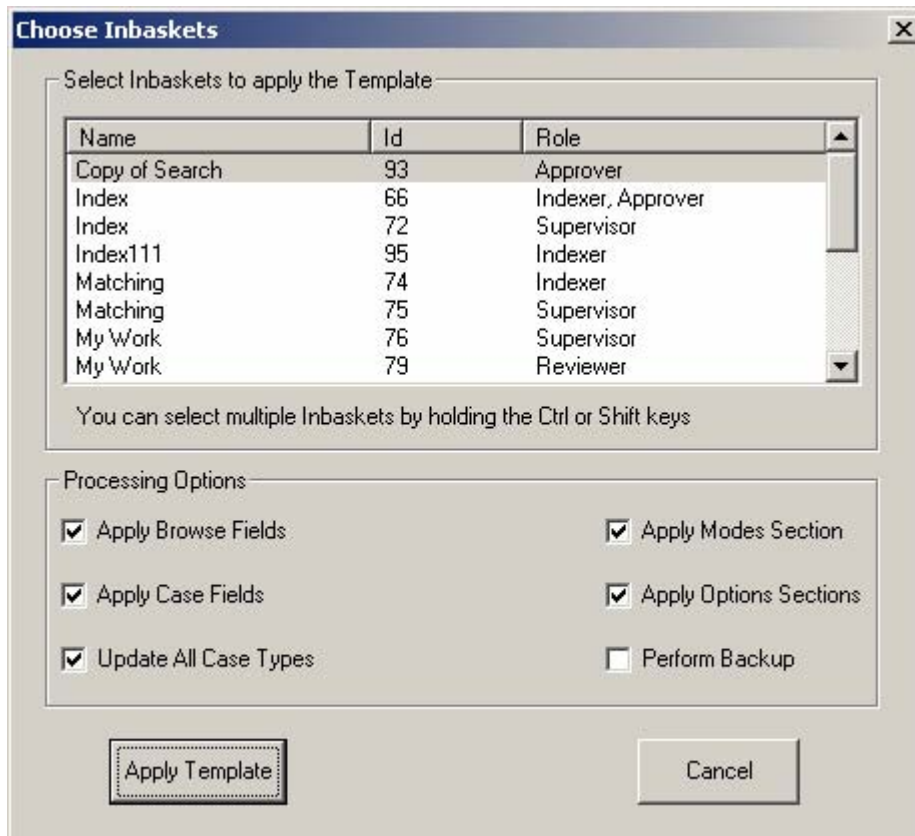 Choose Inbaskets
Select Inbaskets to apply the Template
Name Id Role
Copy of Search 93 Approver
Index 66 Indexer, Approver
Index 72 Supervisor
Index111 95 Indexer
Matching 74 Indexer
Matching 75 Supervisor
My Work 76 Supervisor
My Work 79 Reviewer
You can select multiple Inbaskets by holding the Ctrl or Shift keys
Processing Options
Apply Browse Fields Apply Modes Section
Apply Case Fields Apply Options Sections
Update All Case Types Perform Backup
Apply Template Cancel